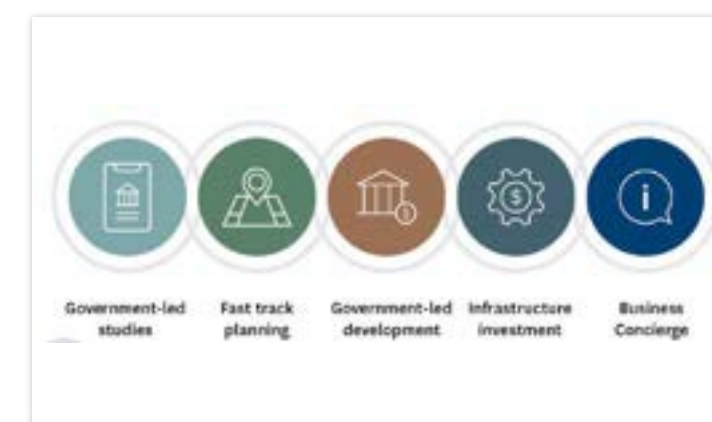 Government-led
studies
Fast track
planning
Government-led
development
Infrastructure
investment
Business
Concierge